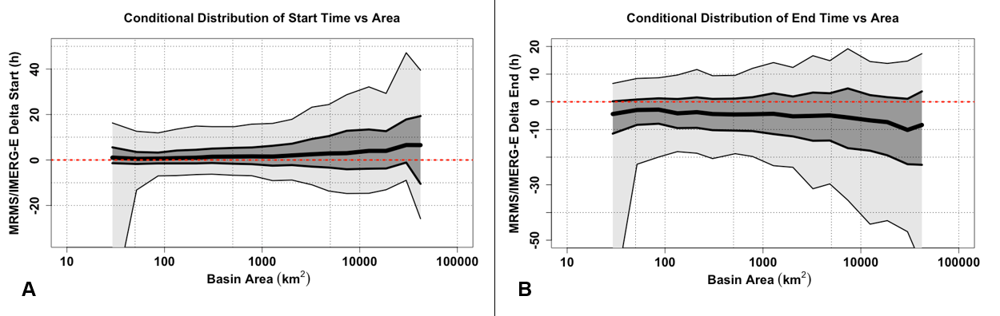 Conditional Distribution of Start Time vs Area
MRMS/IMERG-E Delta Start (h)
40
20
0
-20
10 100 1000 10000 100000
Basin Area (km2)
A
Conditional Distribution of End Time vs Area
MRMS/IMERG-E Delta End (h)
20
10
0
-10
-30
-50
10 100 1000 10000 100000
Basin Area (km2)
B